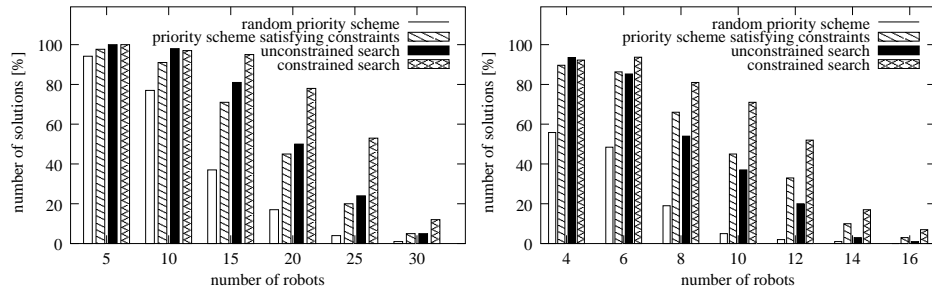 random priority scheme
priority scheme satisfying constraints
unconstrained search
constrained search
number of solutions [%]
100
80
60
40
20
0
5 10 15 20 25 30
number of robots
random priority scheme
priority scheme satisfying constraints
unconstrained search
constrained search
number of solutions [%]
100
80
60
40
20
0
4 6 8 10 12 14 16
number of robots